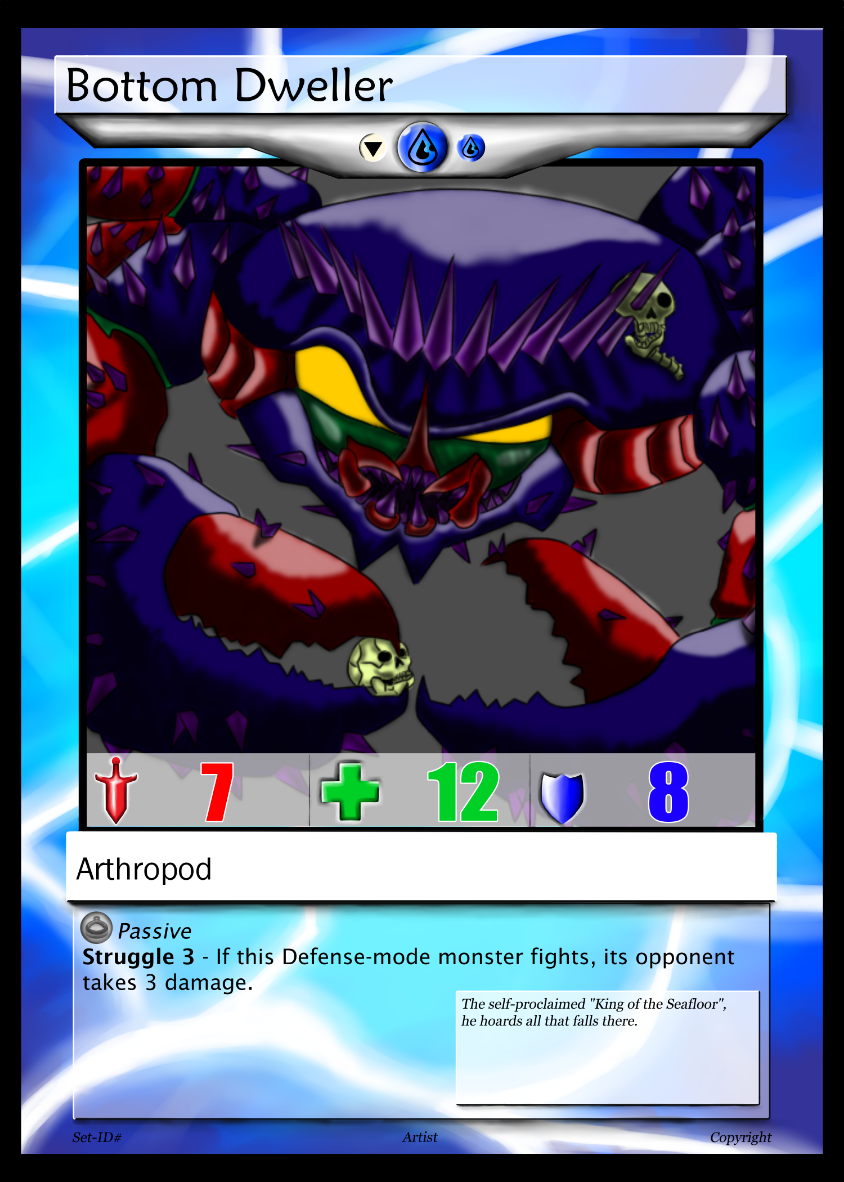 Bottom Dweller
7 12 8
Arthropod
Passive
Struggle 3 - If this Defense-mode monster fights, its opponent
takes 3 damage.
The self-proclaimed "King of the Seafloor",
he hoards all that falls there.
Set-ID# Artist Copyright